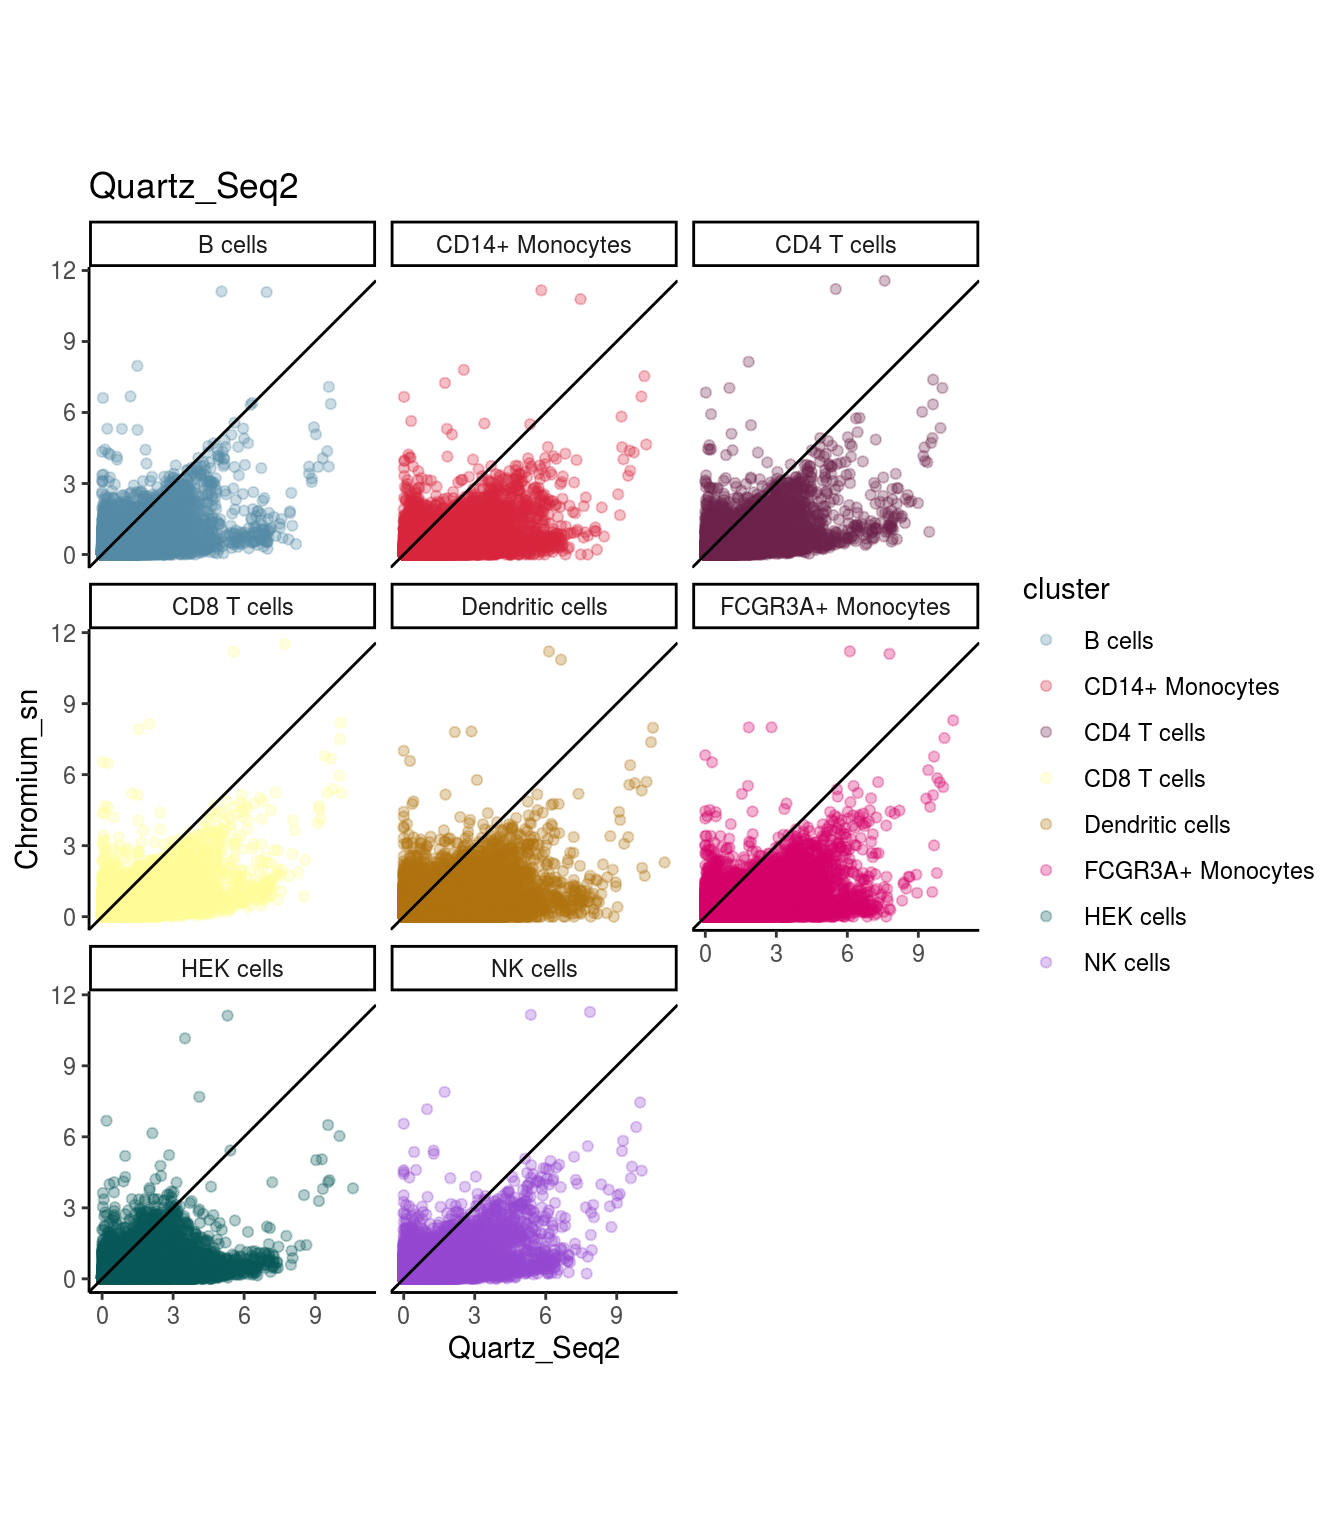 Quartz_Seq2
B cells
CD14+ Monocytes
CD4 T cells
12
9
6
3
0
CD8 T cells
Dendritic cells
FCGR3A+ Monocytes
12
9
6
3
0
0 3 6 9
HEK cells
NK cells
12
9
6
3
0
0 3 6 9
0 3 6 9
Quartz_Seq2
Chromium_sn
cluster
B cells
CD14+ Monocytes
CD4 T cells
CD8 T cells
Dendritic cells
FCGR3A+ Monocytes
HEK cells
NK cells